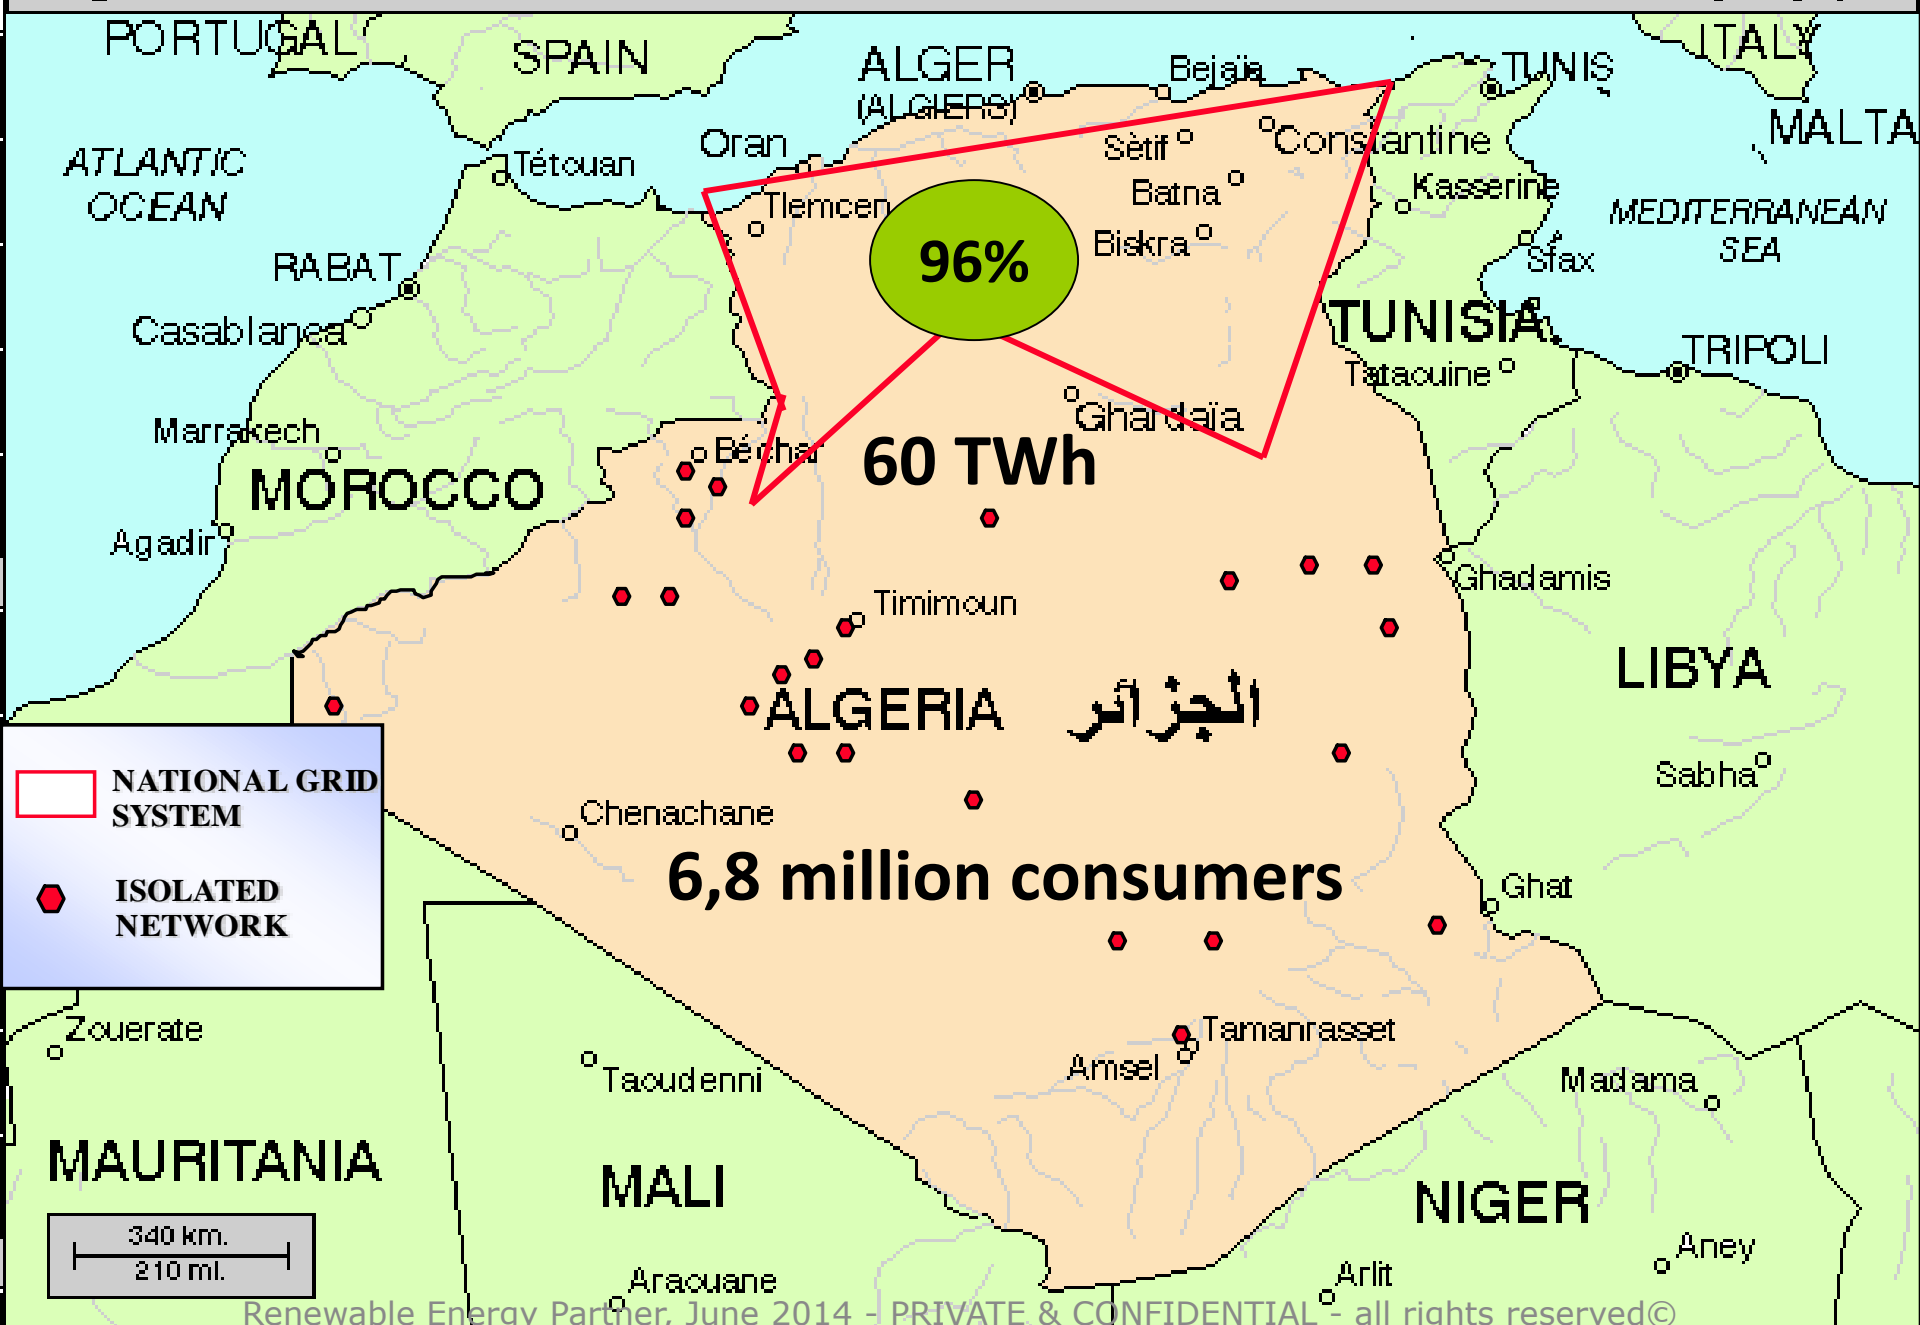 PORTUGAL
SPAIN
ALGER
(ALGIERS)
Bejaïa
TUNIS
ITALY
MALTA
Oran
Sètif
Constantine
ATLANTIC
OCEAN
Tétouan
Tlemcen
Batna
Kasserine
MEDITERRANEAN
SEA
96%
Biskra
Sfax
RABAT
Casablanca
TUNISIA
TRIPOLI
Tataouine
Marrakech
Ghardaïa
Béchar
60 TWh
MOROCCO
Agadir
Ghadamis
Timimoun
LIBYA
ALGERIA
الجزائر
Sabha
NATIONAL GRID
SYSTEM
Chenachane
6,8 million consumers
ISOLATED
NETWORK
Ghat
Zouerate
Tamanrasset
Amsel
Taoudenni
Madama
MAURITANIA
MALI
NIGER
340 km.
210 ml.
Aney
Araouane
Arlit
Renewable Energy Partner, June 2014 - PRIVATE & CONFIDENTIAL - all rights reserved©